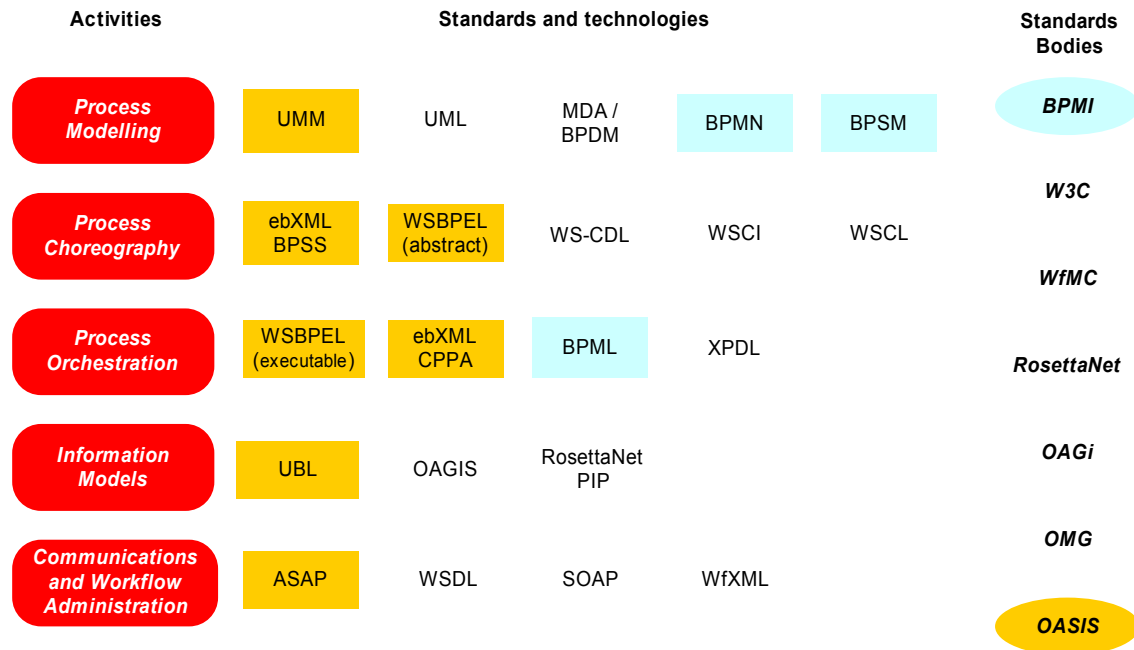 Activities
Standards and technologies
Standards
Bodies
Process
Modelling
UMM
UML
MDA /
BPDM
BPMN
BPSM
BPMI
Process
Choreography
ebXML
BPSS
WSBPEL
(abstract)
WS-CDL
WSCI
WSCL
W3C
WfMC
Process
Orchestration
WSBPEL
(executable)
ebXML
CPPA
BPML
XPDL
RosettaNet
Information
Models
UBL
OAGIS
RosettaNet
PIP
OAGi
OMG
Communications
and Workflow
Administration
ASAP
WSDL
SOAP
WfXML
OASIS